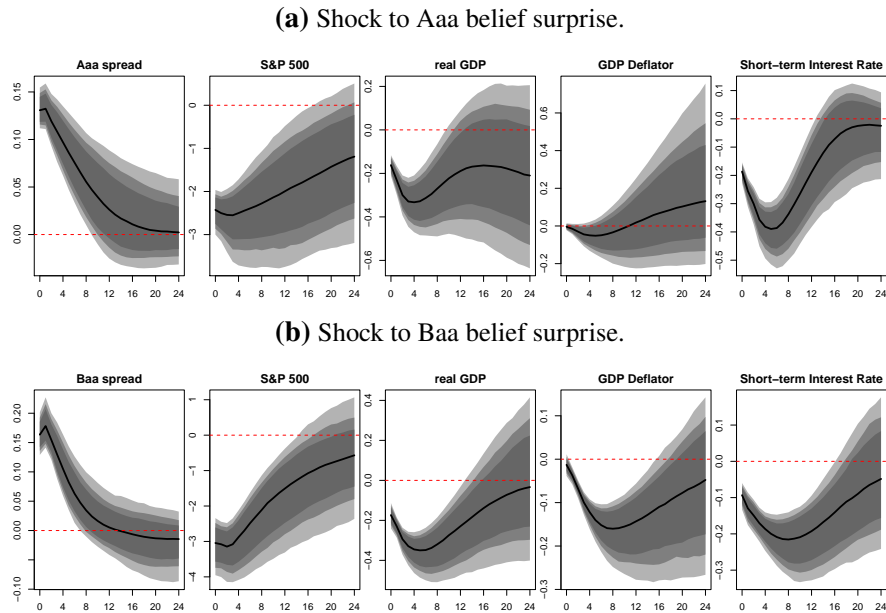 (a) Shock to Aaa belief surprise.
Aaa spread S&P 500 real GDP GDP Deflator Short−term Interest Rate
0.15 0.10 0.05 0.00
0 −1 −2 −3
0.2 0.0 −0.2 −0.4 −0.6
0.6 0.4 0.2 0.0 −0.2
0.1 0.0 −0.1 −0.2 −0.3 −0.4 −0.5
0 4 8 12 16 20 24 0 4 8 12 16 20 24 0 4 8 12 16 20 24 0 4 8 12 16 20 24 0 4 8 12 16 20 24
(b) Shock to Baa belief surprise.
Baa spread S&P 500 real GDP GDP Deflator Short−term Interest Rate
0.20 0.15 0.10 0.05 0.00 −0.10
1 0 −1 −2 −3 −4
0.4 0.2 0.0 −0.2 −0.4
0.1 0.0 −0.1 −0.2 −0.3
0.1 0.0 −0.1 −0.2 −0.3
0 4 8 12 16 20 24 0 4 8 12 16 20 24 0 4 8 12 16 20 24 0 4 8 12 16 20 24 0 4 8 12 16 20 24